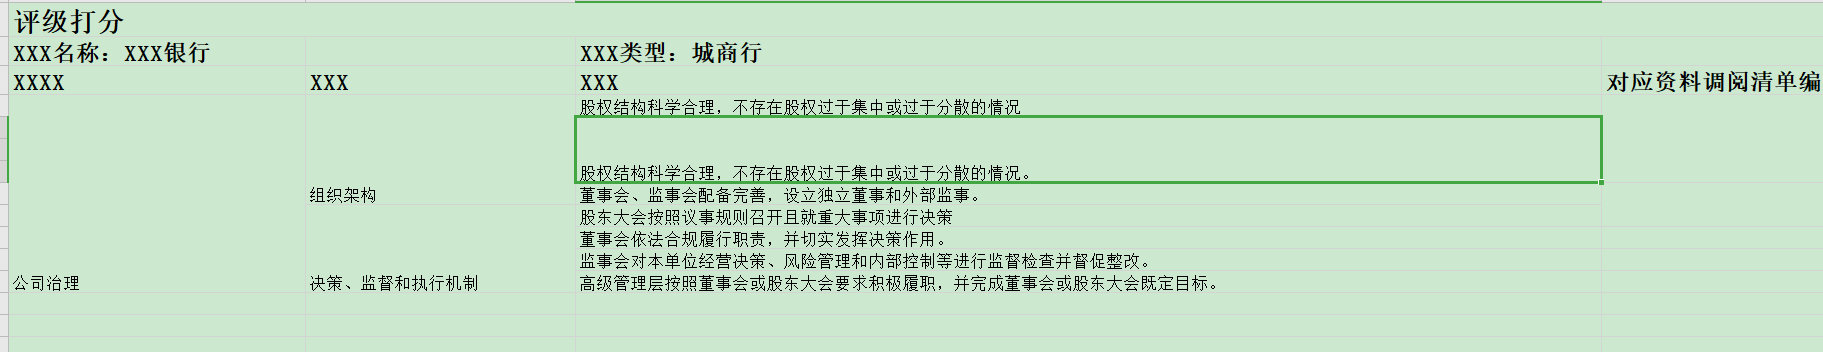 评级打分
XXX名称：XXX银行 XXX类型：城商行
XXXX XXX XXX 对应资料调阅清单编
股权结构科学合理，不存在股权过于集中或过于分散的情况
股权结构科学合理，不存在股权过于集中或过于分散的情况。
组织架构 董事会、监事会配备完善，设立独立董事和外部监事。
股东大会按照议事规则召开且就重大事项进行决策
董事会依法合规履行职责，并切实发挥决策作用。
监事会对本单位经营决策、风险管理和内部控制等进行监督检查并督促整改。
公司治理 决策、监督和执行机制 高级管理层按照董事会或股东大会要求积极履职，并完成董事会或股东大会既定目标。